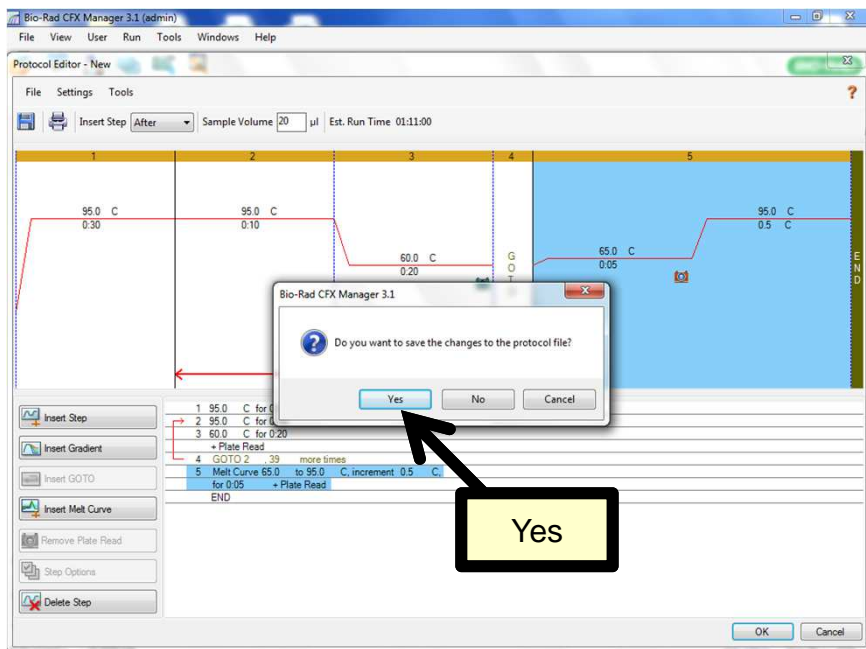 Bio-Rad CFX Manager 3.1 (admin)
File View User Run Tools Windows Help
Protocol Editor - New
File Settings Tools
?
Insert Step After Sample Volume 20 µl Est. Run Time 01:11:00
1 2 3 4 5
95.0 C
0:30
95.0 C
0:10
60.0 C
0:20
G
O
T
65.0 C
0:05
95.0 C
0.5 C
E
N
D
Bio-Rad CFX Manager 3.1
Do you want to save the changes to the protocol file?
Yes No Cancel
Yes
Insert Step
Insert Gradient
Insert GOTO
Insert Melt Curve
Remove Plate Read
Step Options
Delete Step
1 95.0 C for
2 95.0 C for
3 60.0 C for 0:20
+ Plate Read
4 GOTO 2 , 39 more times
5 Melt Curve 65.0 to 95.0 C, increment 0.5 C,
for 0:05 + Plate Read
END
OK Cancel